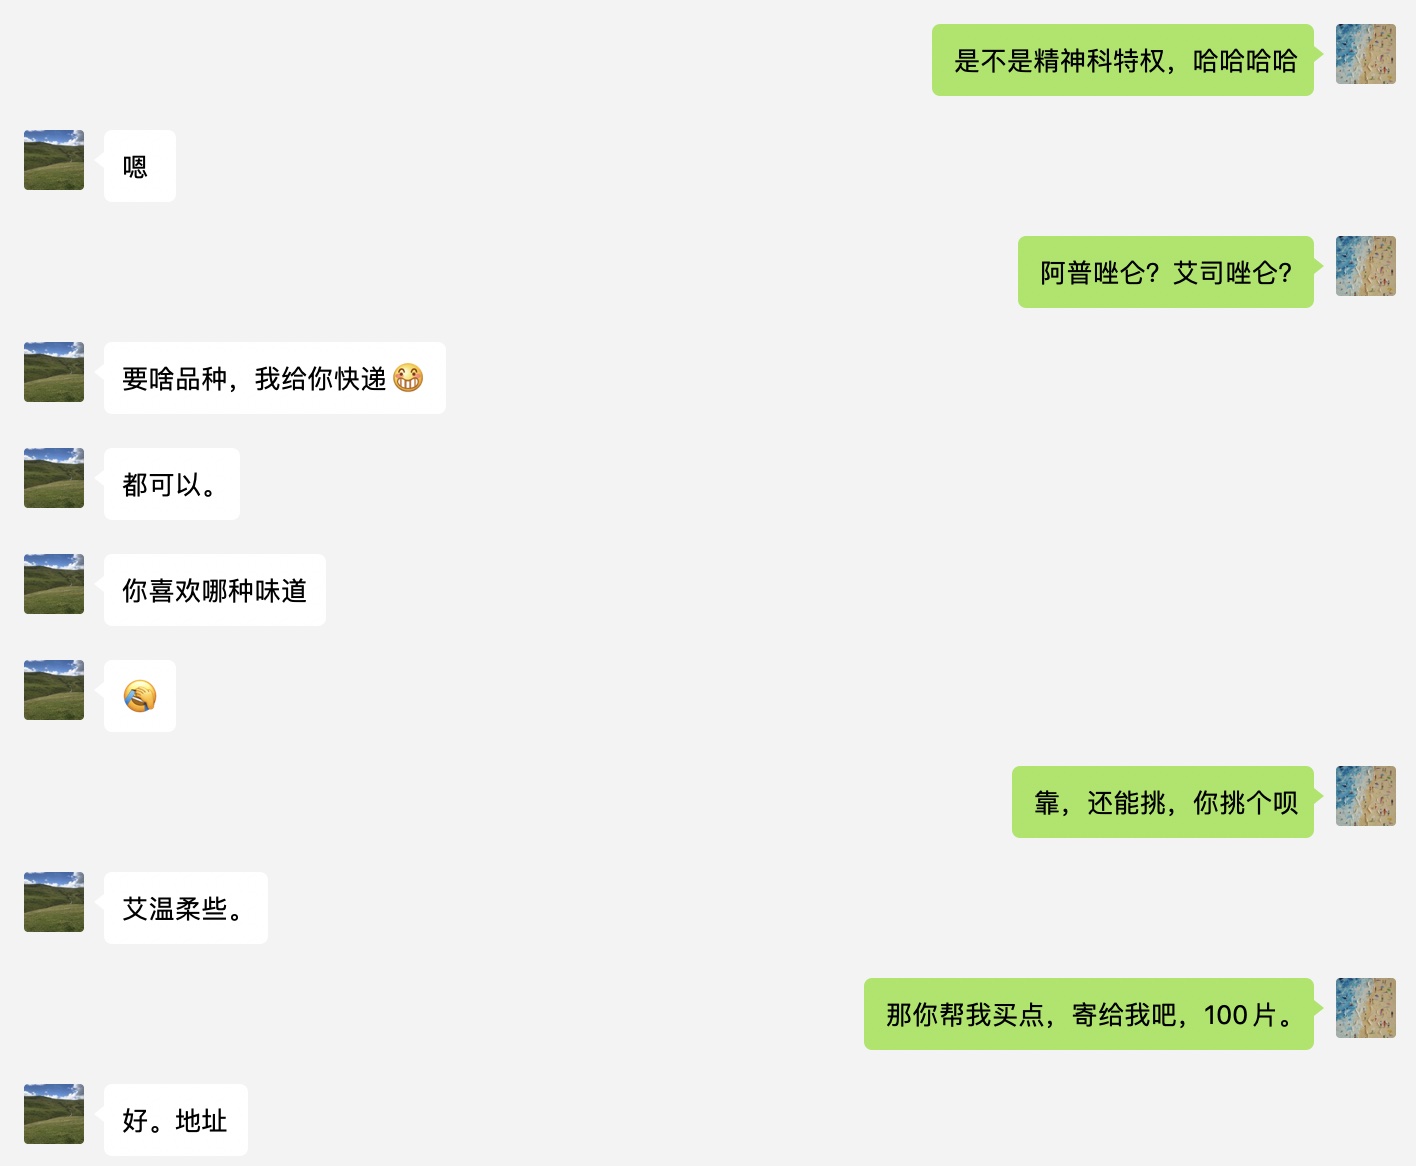 是不是精神科特权，哈哈哈哈
嗯
阿普唑仑？艾司唑仑？
要啥品种，我给你快递😁
都可以。
你喜欢哪种味道
🤣
靠，还能挑，你挑个呗
艾温柔些。
那你帮我买点，寄给我吧，100片。
好。地址